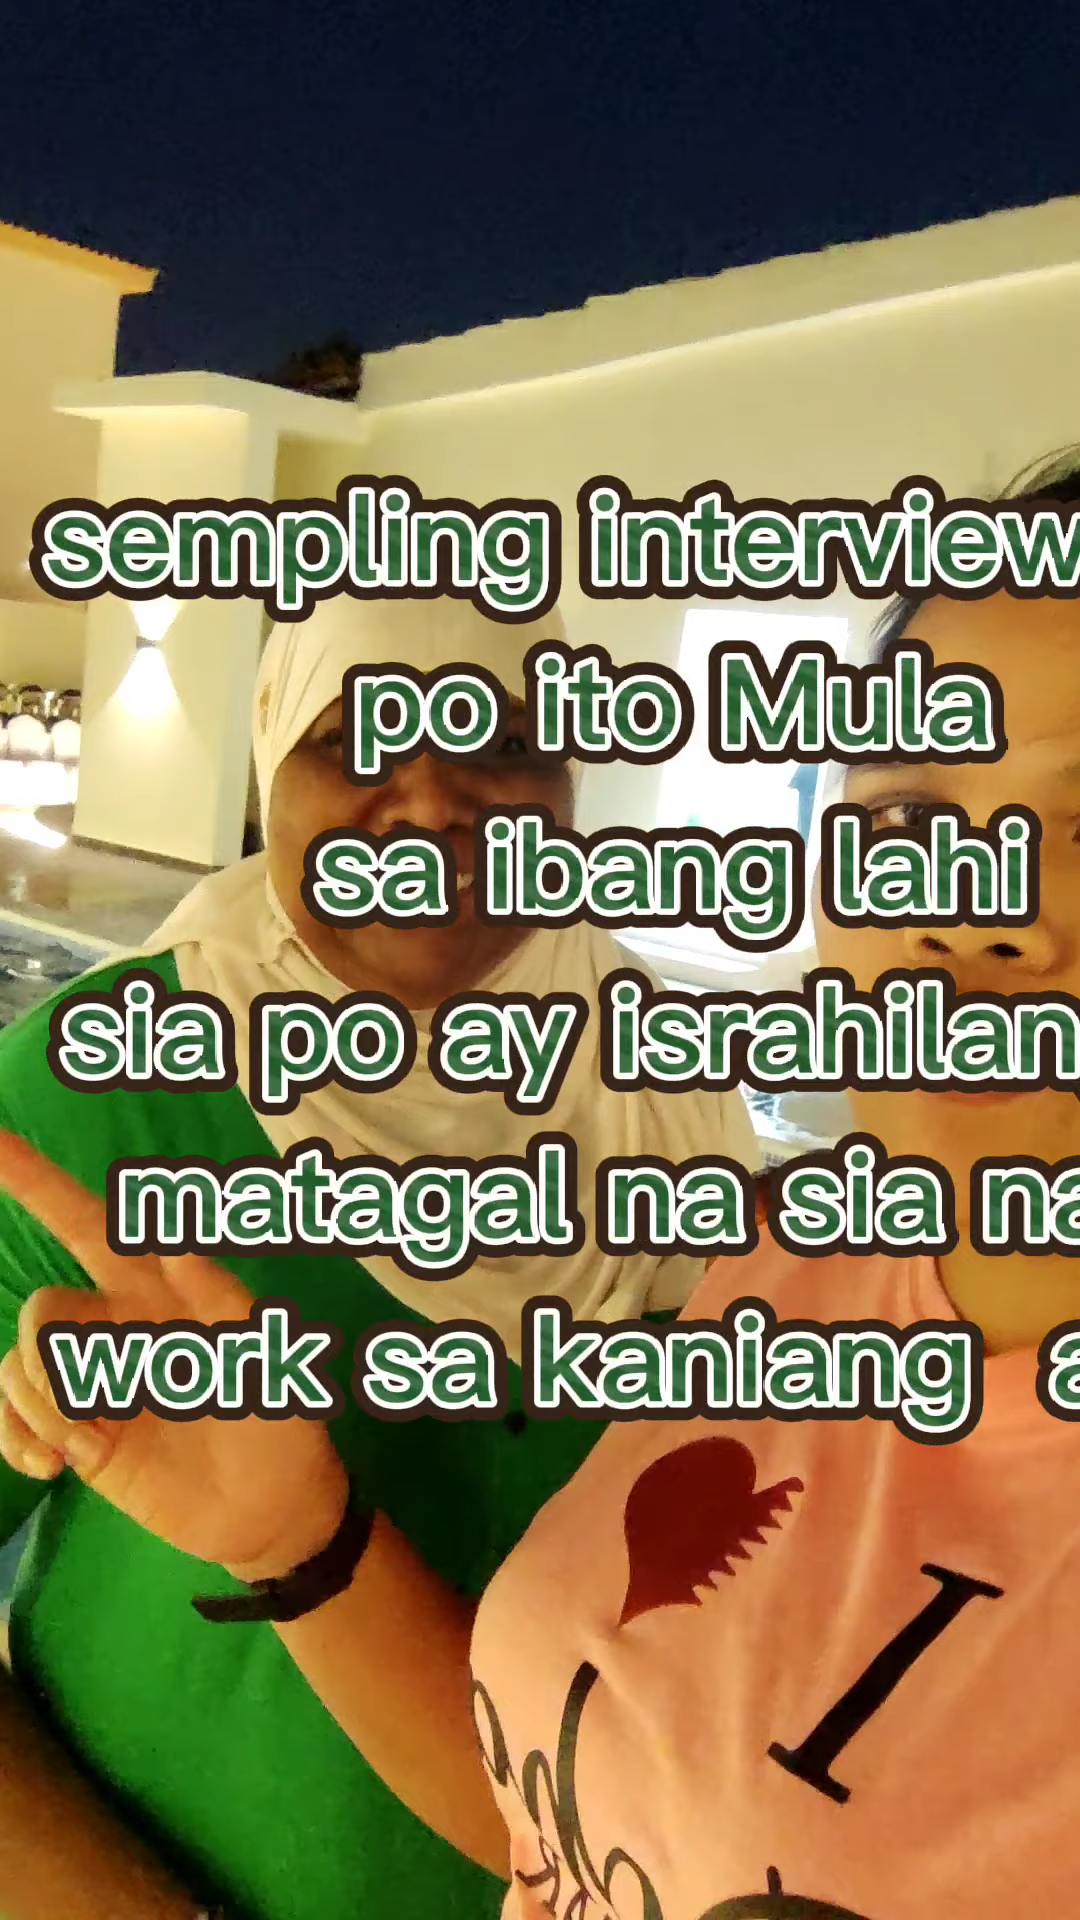 sempling interview
po ito Mula
sa ibang lahi
sia po ay israhilan
matagal na sia na
work sa kaniang a
I